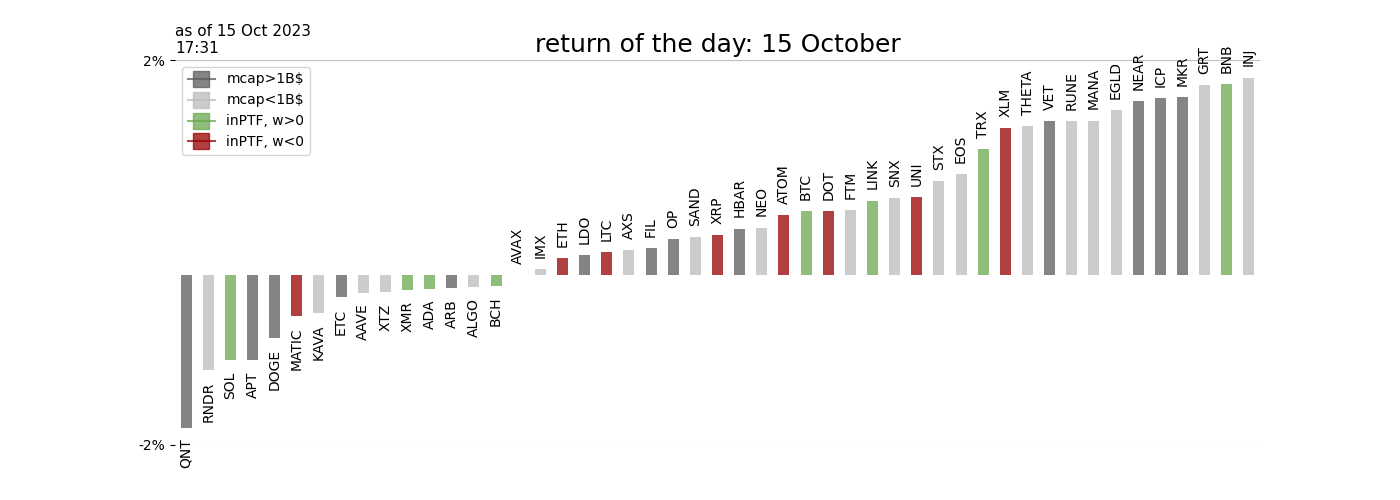 as of 15 Oct 2023
17:31
return of the day: 15 October
2%
mcap>1B$
mcap<1B$
inPTF, w>0
inPTF, w<0
-2%
QNT
RNDR
SOL
APT
DOGE
MATIC
KAVA
ETC
AAVE
XTZ
XMR
ADA
ARB
ALGO
BCH
AVAX
IMX
ETH
LDO
LTC
AXS
FIL
OP
SAND
XRP
HBAR
NEO
ATOM
BTC
DOT
FTM
LINK
SNX
UNI
STX
EOS
TRX
XLM
THETA
VET
RUNE
MANA
EGLD
NEAR
ICP
MKR
GRT
BNB
INJ